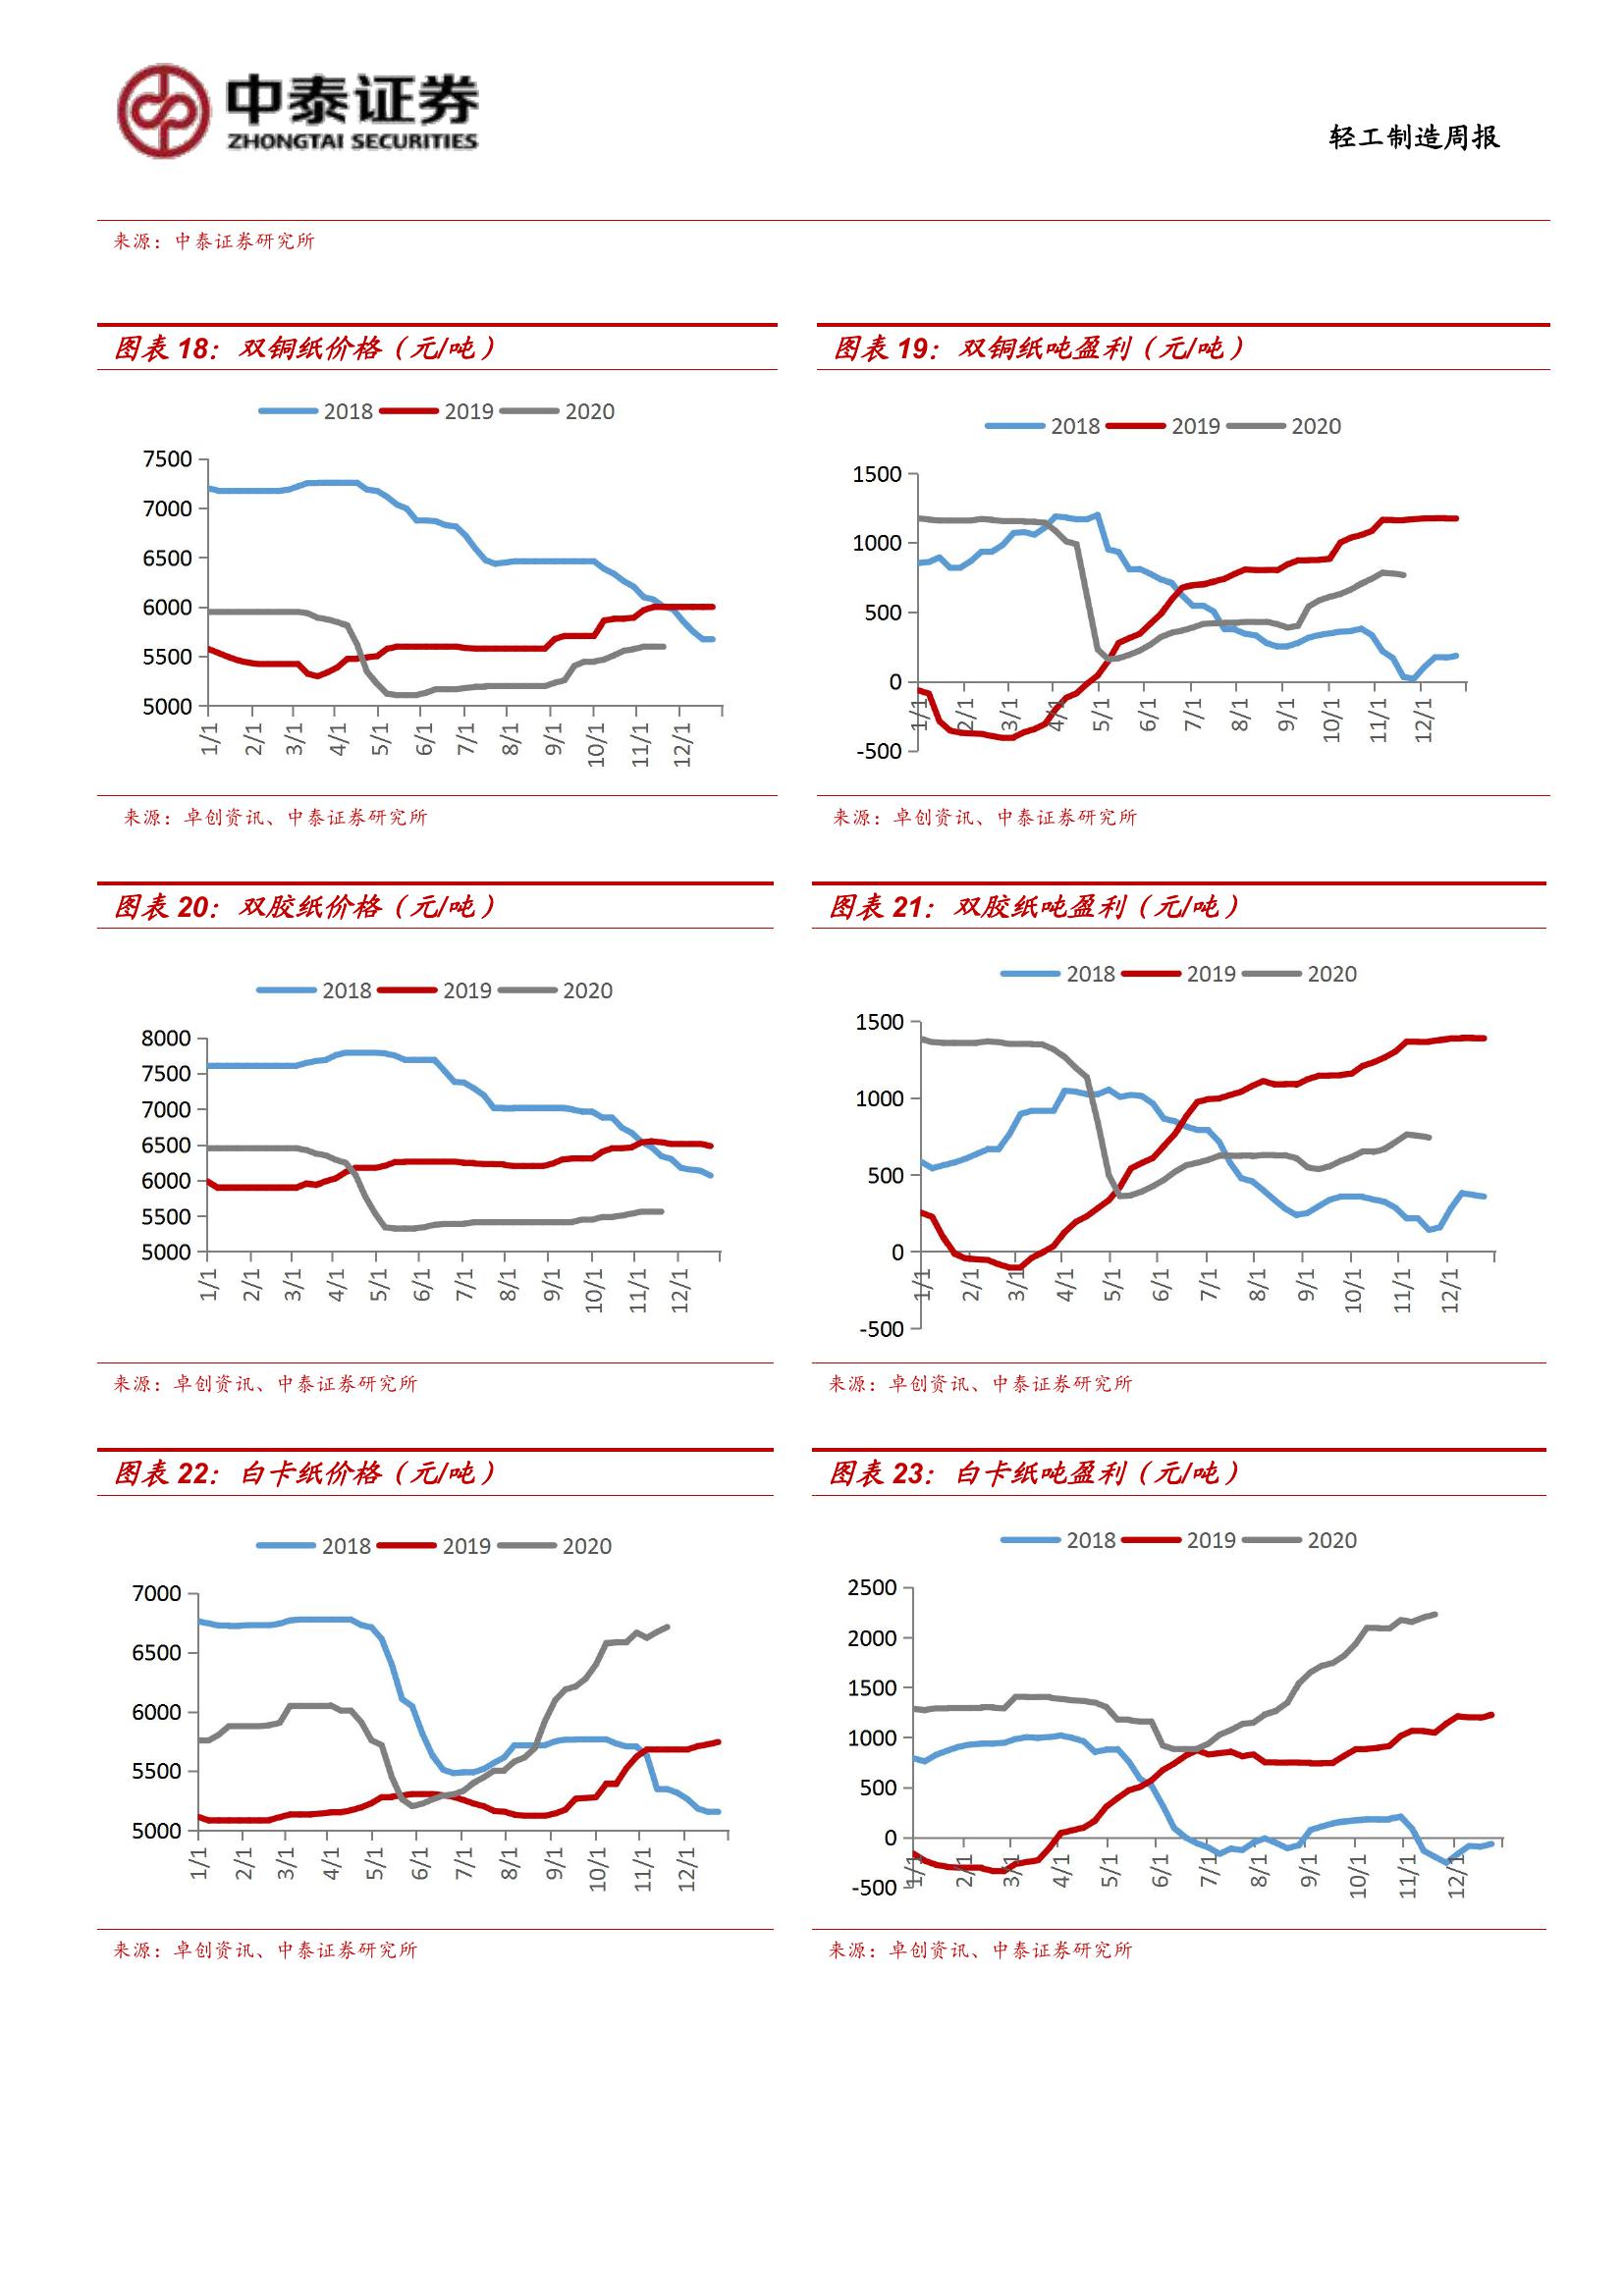 中泰证券
ZHONGTAI SECURITIES
轻工制造周报
来源：中泰证券研究所
图表 18：双铜纸价格（元/吨）
2018 2019 2020
7500
7000
6500
6000
5500
5000
1/1 2/1 3/1 4/1 5/1 6/1 7/1 8/1 9/1 10/1 11/1 12/1
来源：卓创资讯、中泰证券研究所
图表 19：双铜纸吨盈利（元/吨）
2018 2019 2020
1500
1000
500
0
-500
1/1 2/1 3/1 4/1 5/1 6/1 7/1 8/1 9/1 10/1 11/1 12/1
来源：卓创资讯、中泰证券研究所
图表 20：双胶纸价格（元/吨）
2018 2019 2020
8000
7500
7000
6500
6000
5500
5000
1/1 2/1 3/1 4/1 5/1 6/1 7/1 8/1 9/1 10/1 11/1 12/1
来源：卓创资讯、中泰证券研究所
图表 21：双胶纸吨盈利（元/吨）
2018 2019 2020
1500
1000
500
0
-500
1/1 2/1 3/1 4/1 5/1 6/1 7/1 8/1 9/1 10/1 11/1 12/1
来源：卓创资讯、中泰证券研究所
图表 22：白卡纸价格（元/吨）
2018 2019 2020
7000
6500
6000
5500
5000
1/1 2/1 3/1 4/1 5/1 6/1 7/1 8/1 9/1 10/1 11/1 12/1
来源：卓创资讯、中泰证券研究所
图表 23：白卡纸吨盈利（元/吨）
2018 2019 2020
2500
2000
1500
1000
500
0
-500
1/1 2/1 3/1 4/1 5/1 6/1 7/1 8/1 9/1 10/1 11/1 12/1
来源：卓创资讯、中泰证券研究所